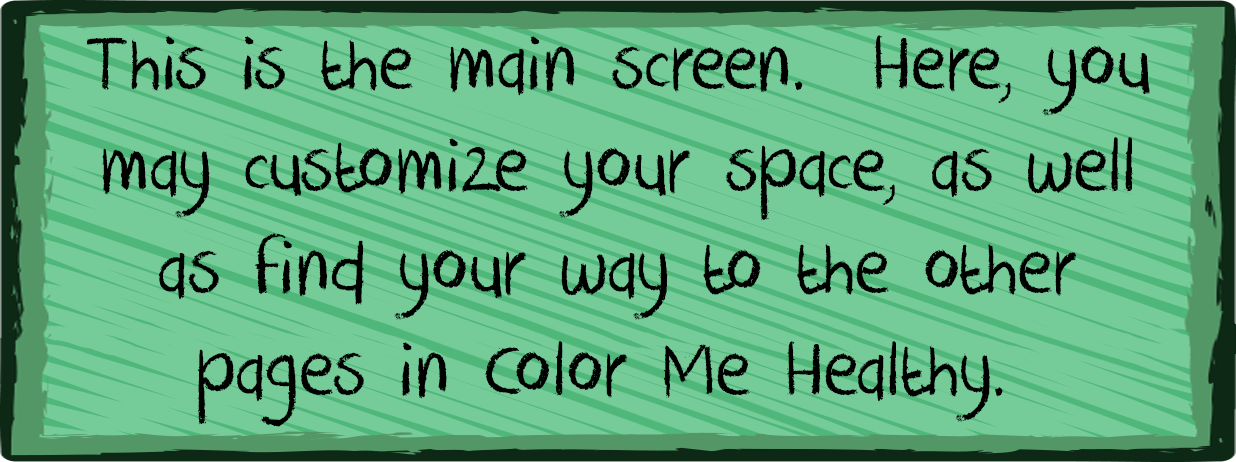 This is the main screen.  Here, you
may customize your space, as well
as find your way to the other
pages in Color Me Healthy.